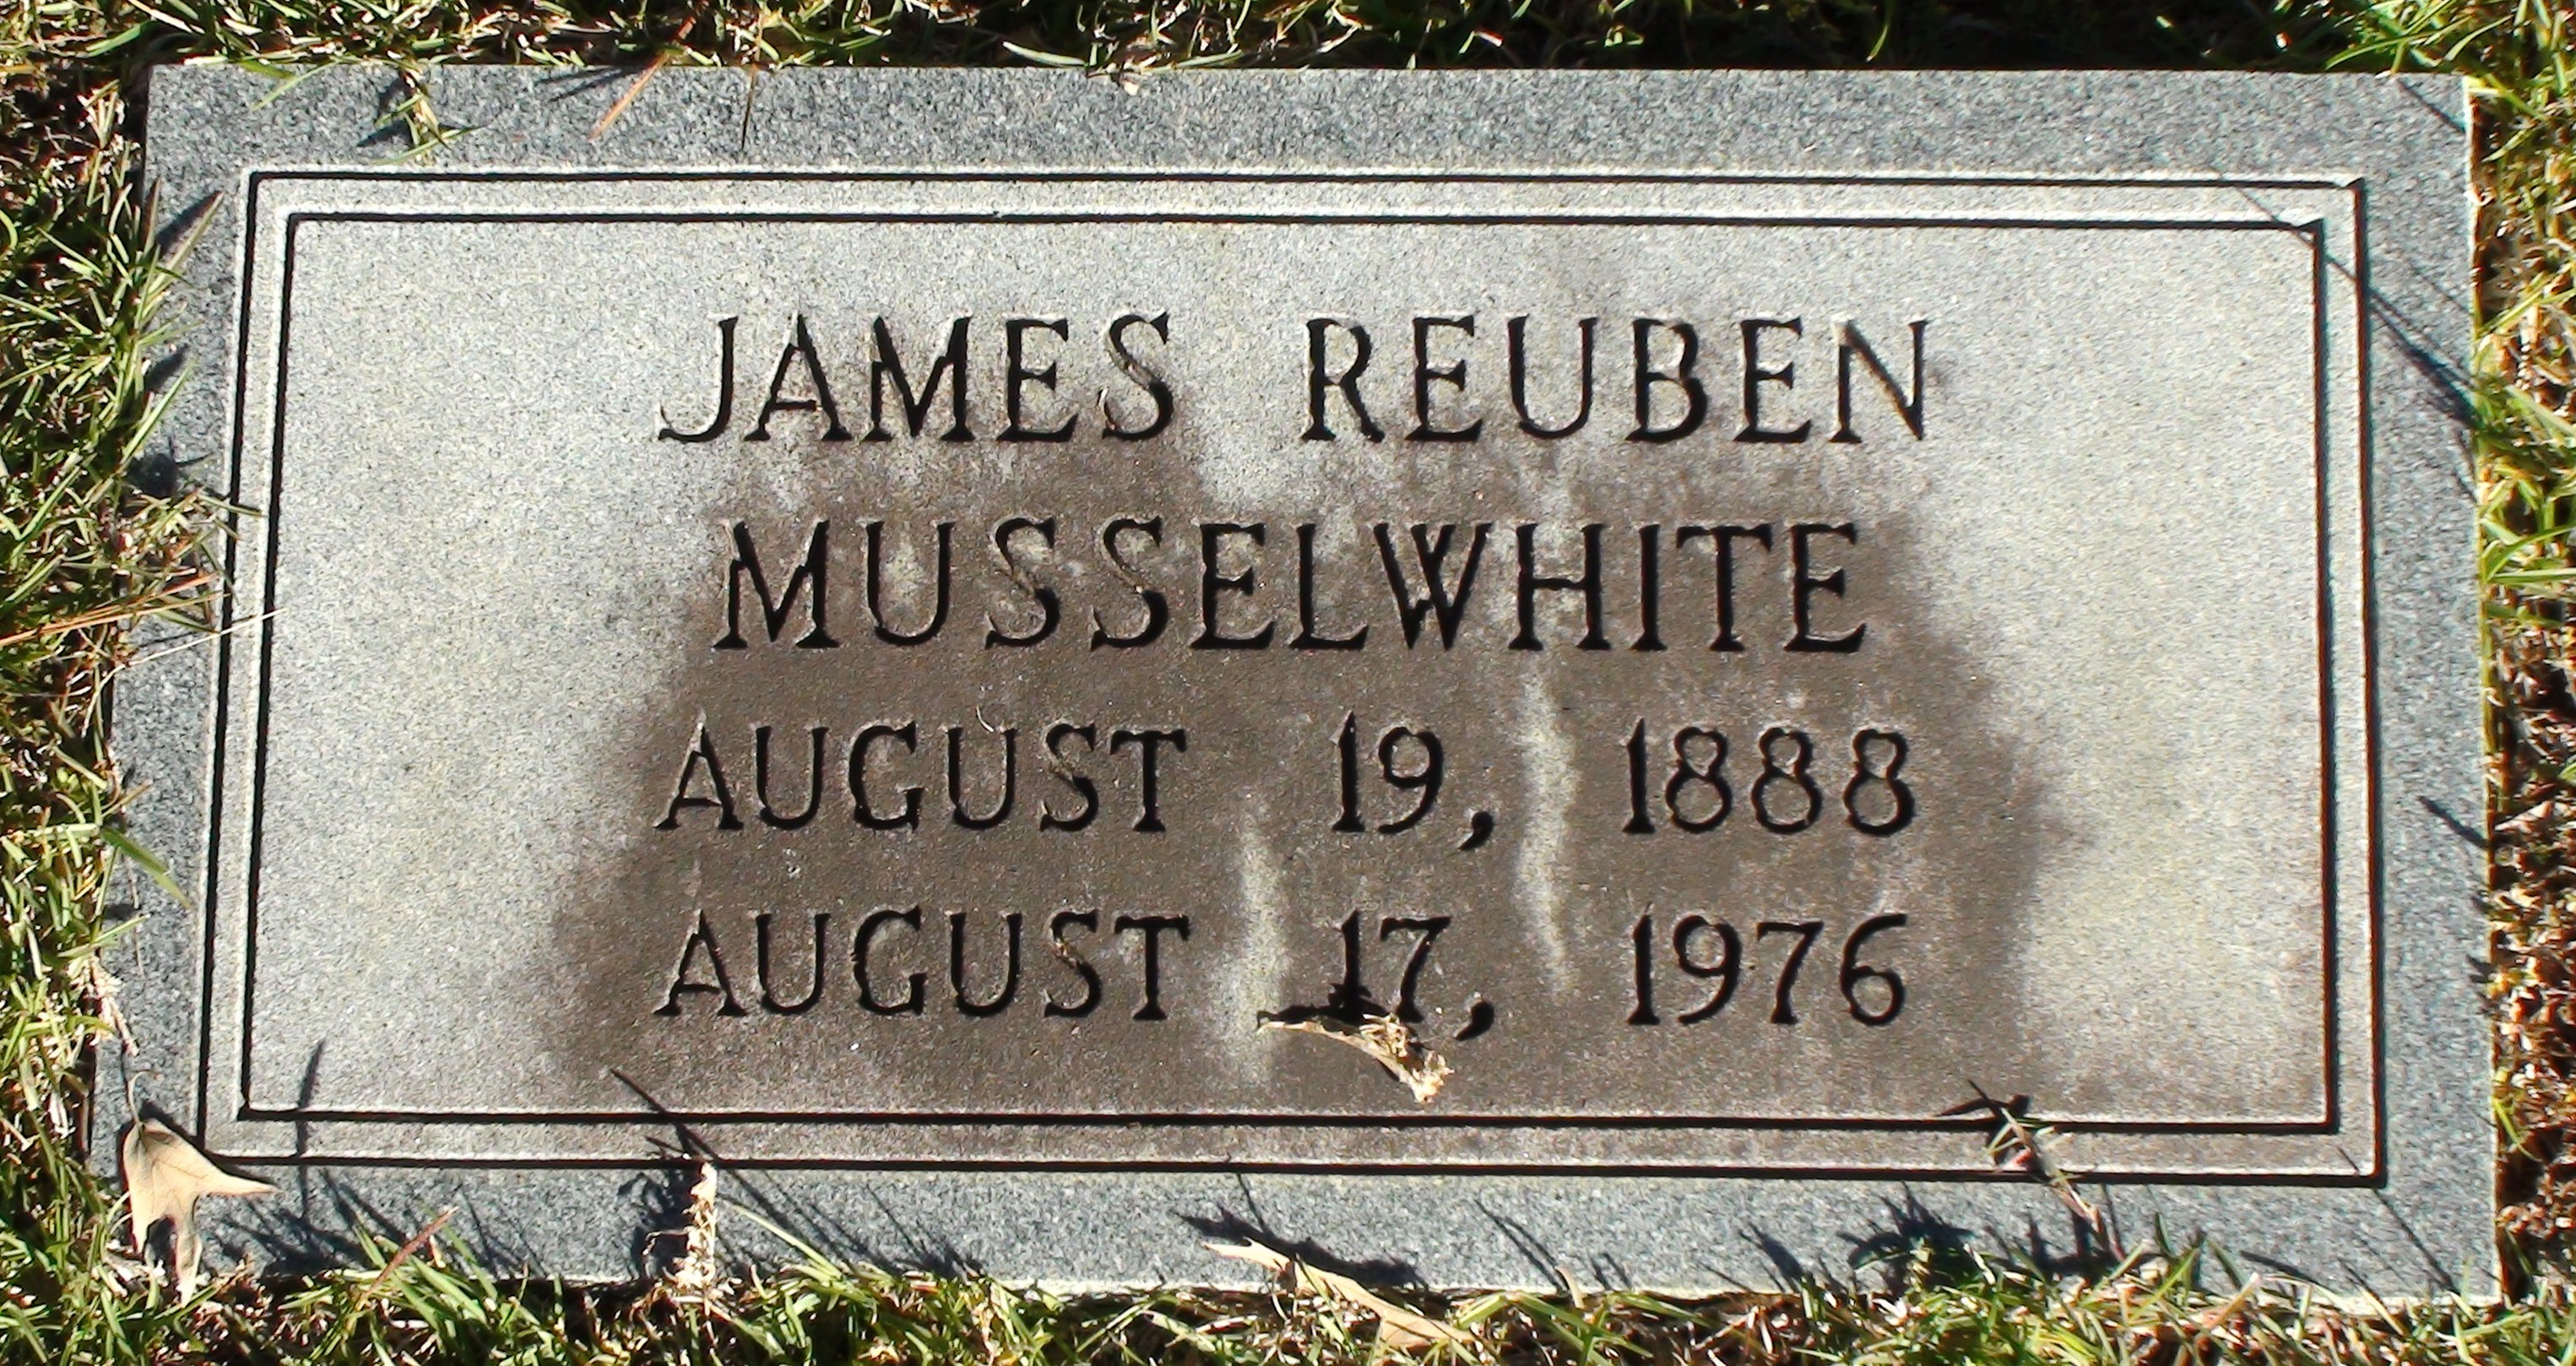 JAMES REUBEN
MUSSELWHITE
AUGUST 19, 1888
AUGUST 17, 1976